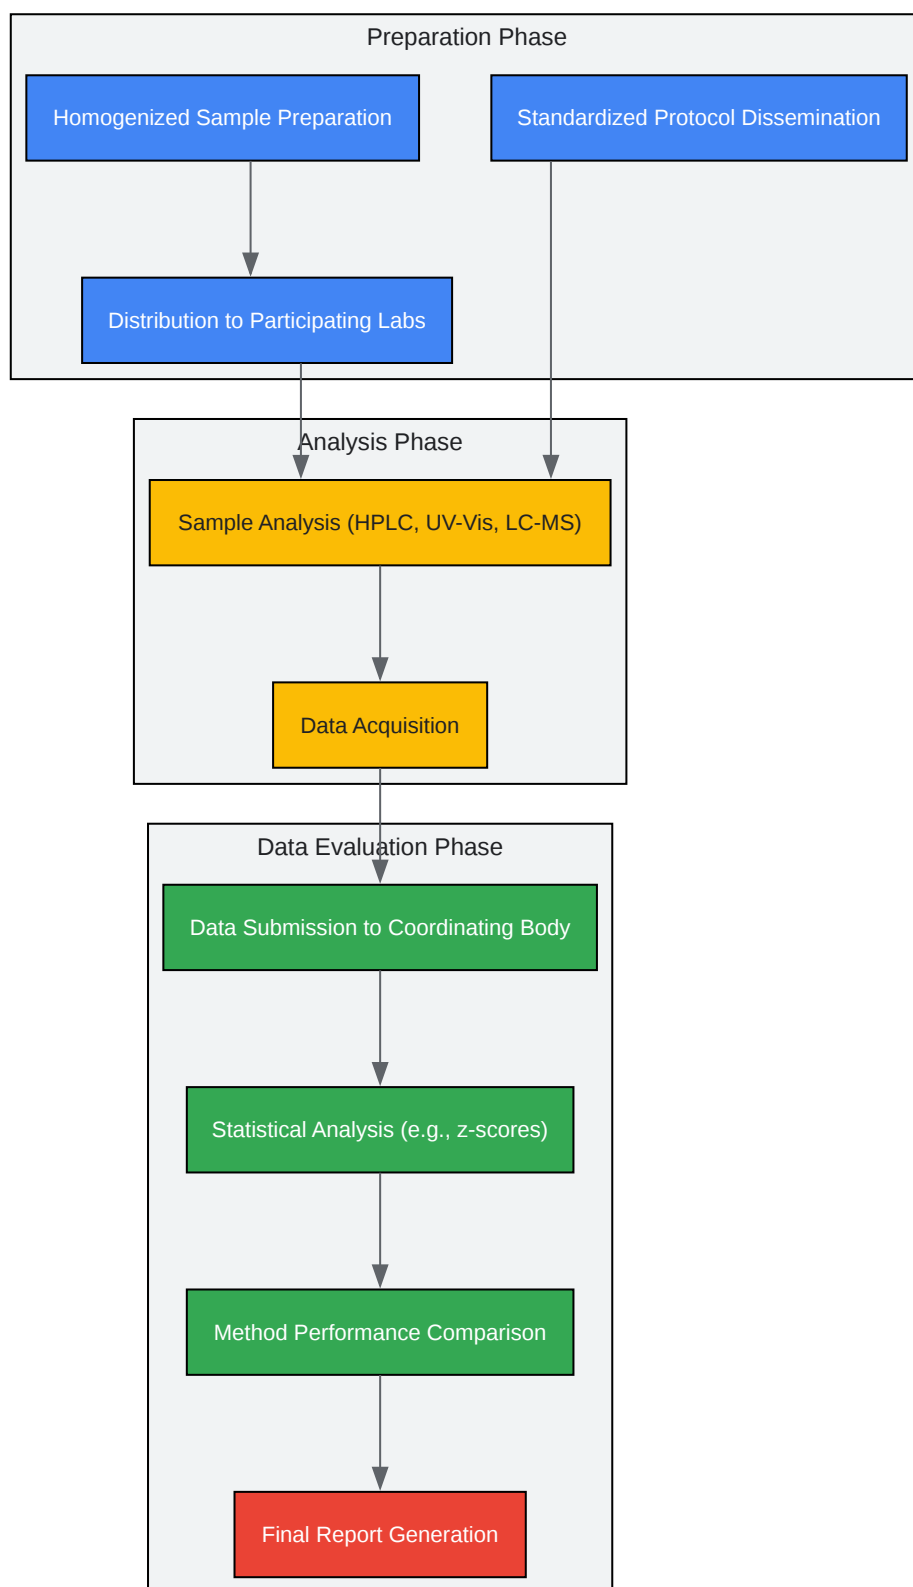 Preparation Phase
Homogenized Sample Preparation
Standardized Protocol Dissemination
Distribution to Participating Labs
Analysis Phase
Sample Analysis (HPLC, UV-Vis, LC-MS)
Data Acquisition
Data Evaluation Phase
Data Submission to Coordinating Body
Statistical Analysis (e.g., z-scores)
Method Performance Comparison
Final Report Generation